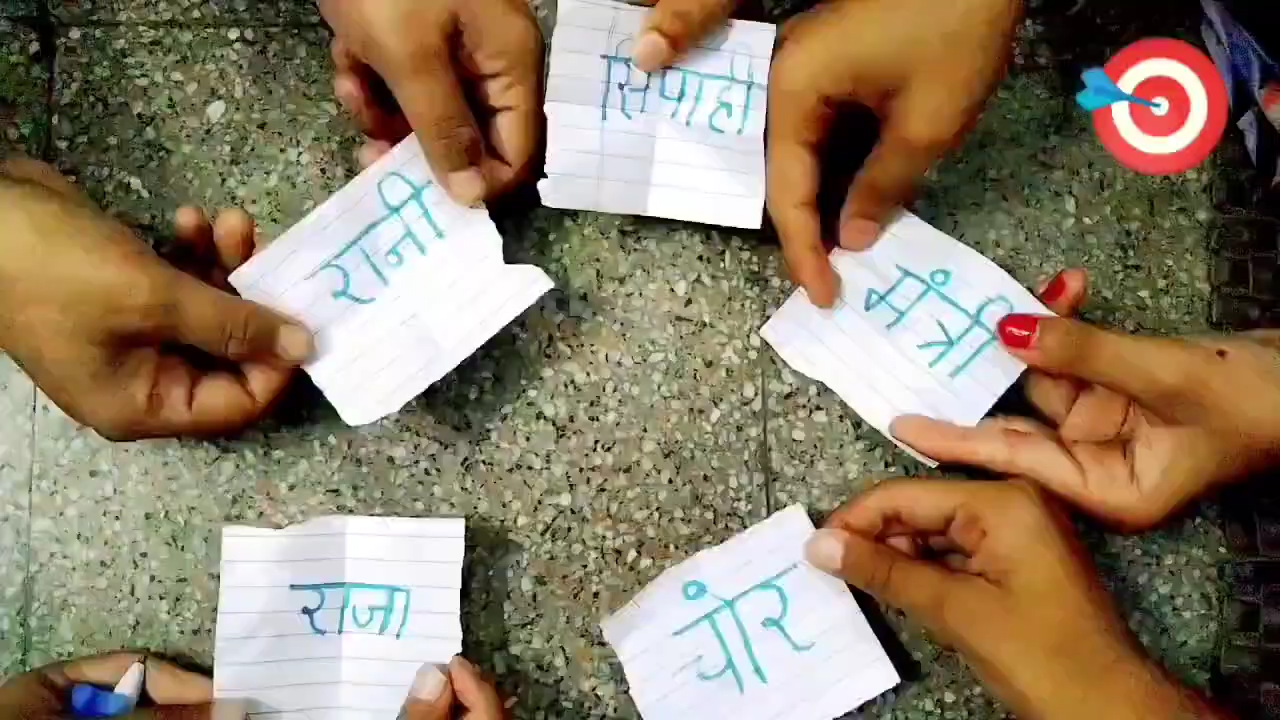 सिपाही
रानी
मंत्री
राजा
चोर